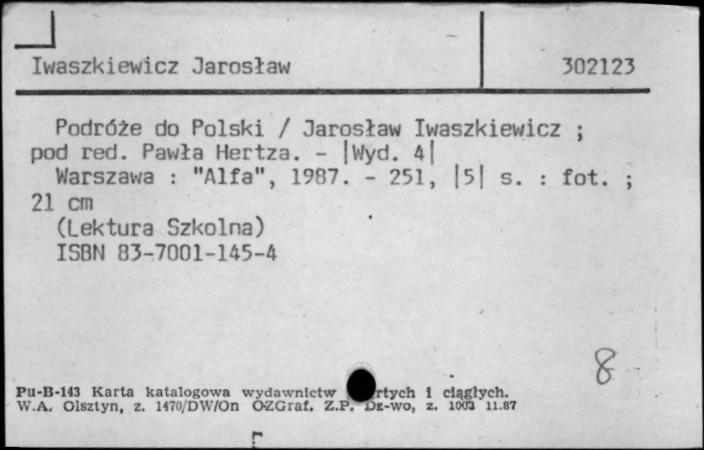 Iwaszkiewicz Jarosław 302123
Podróże do Polski / Jarosław Iwaszkiewicz ;
pod red. Pawła Hertza. - |Wyd. 4|
Warszawa : "Alfa", 1987. - 251, |5| s. : fot. ;
21 cm
(Lektura Szkolna)
ISBN 83-7001-145-4
8
Pu-B-143 Karta katalogowa wydawnictw rtych i ciągłych.
W.A. Olsztyn, z. 1470/DW/On OZGraf. Z.P. Dz-wo, z. 1003 11.87